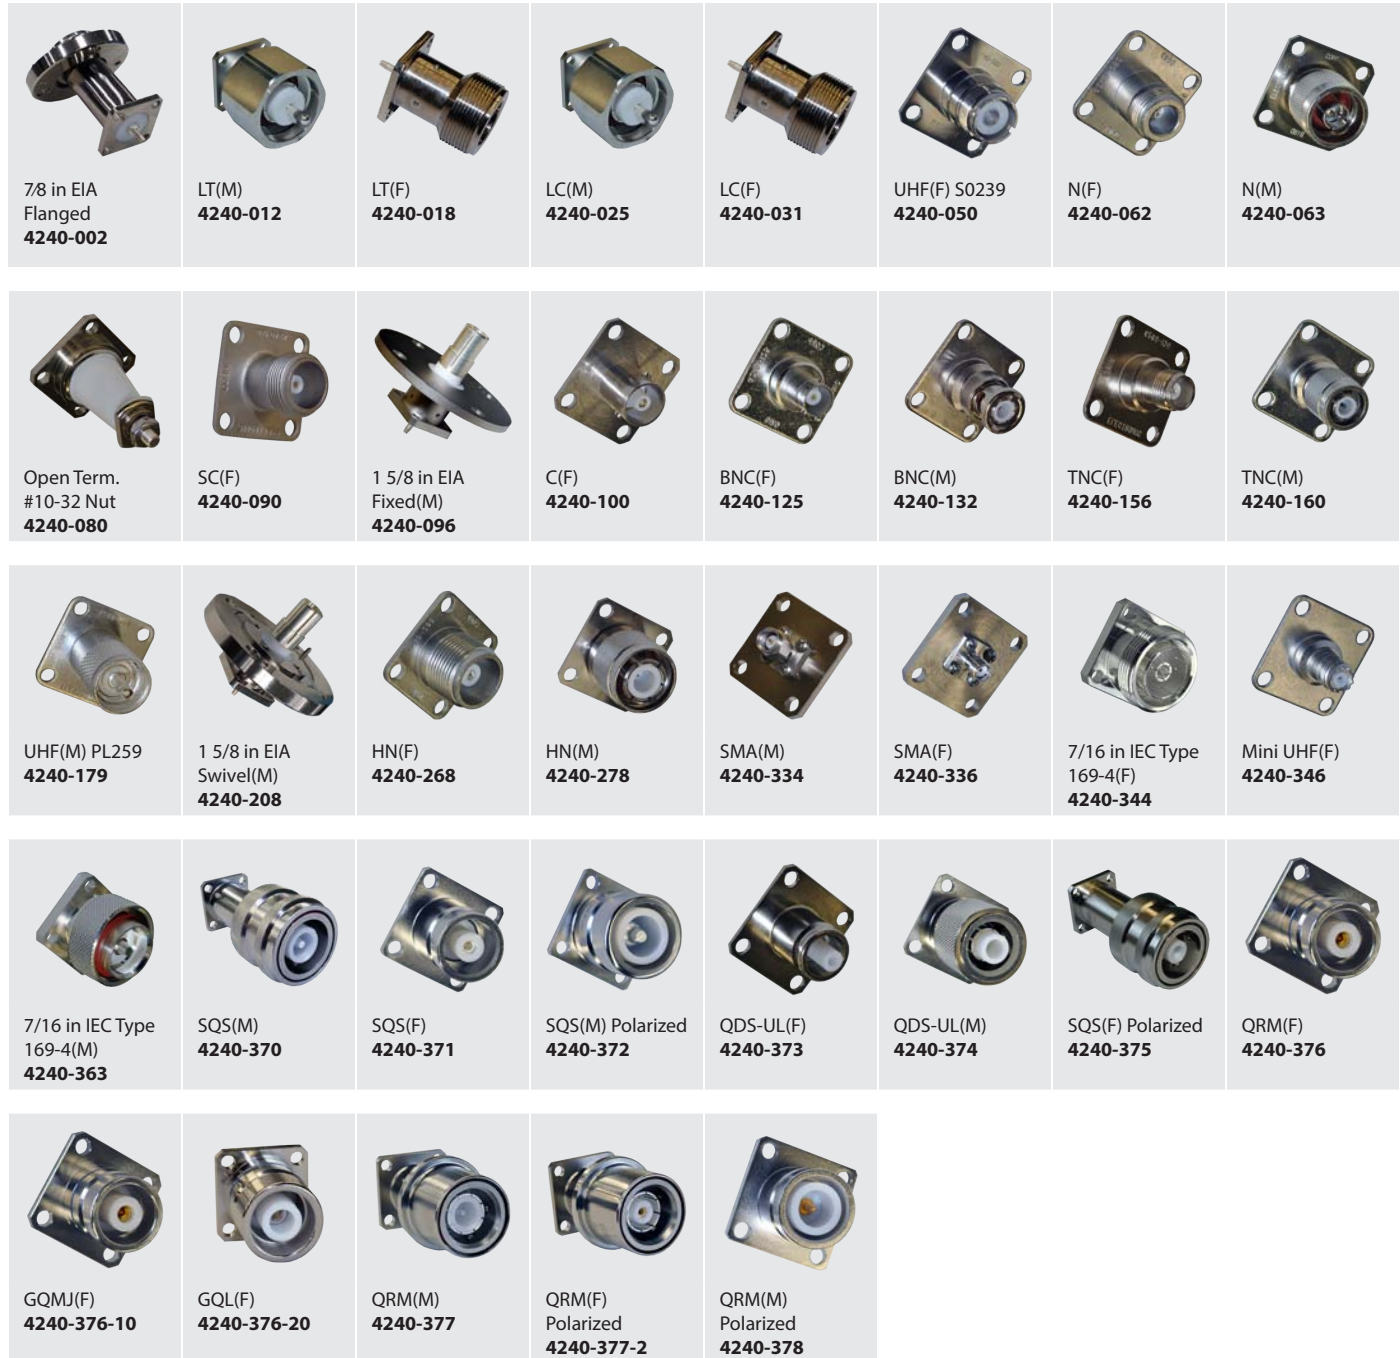 7/8 in EIA
Flanged
4240-002
LT(M)
4240-012
LT(F)
4240-018
LC(M)
4240-025
LC(F)
4240-031
UHF(F) S0239
4240-050
N(F)
4240-062
N(M)
4240-063
Open Term.
#10-32 Nut
4240-080
SC(F)
4240-090
1 5/8 in EIA
Fixed(M)
4240-096
C(F)
4240-100
BNC(F)
4240-125
BNC(M)
4240-132
TNC(F)
4240-156
TNC(M)
4240-160
UHF(M) PL259
4240-179
1 5/8 in EIA
Swivel(M)
4240-208
HN(F)
4240-268
HN(M)
4240-278
SMA(M)
4240-334
SMA(F)
4240-336
7/16 in IEC Type
169-4(F)
4240-344
Mini UHF(F)
4240-346
7/16 in IEC Type
169-4(M)
4240-363
SQS(M)
4240-370
SQS(F)
4240-371
SQS(M) Polarized
4240-372
QDS-UL(F)
4240-373
QDS-UL(M)
4240-374
SQS(F) Polarized
4240-375
QRM(F)
4240-376
GQMJ(F)
4240-376-10
GQL(F)
4240-376-20
QRM(M)
4240-377
QRM(F)
Polarized
4240-377-2
QRM(M)
Polarized
4240-378